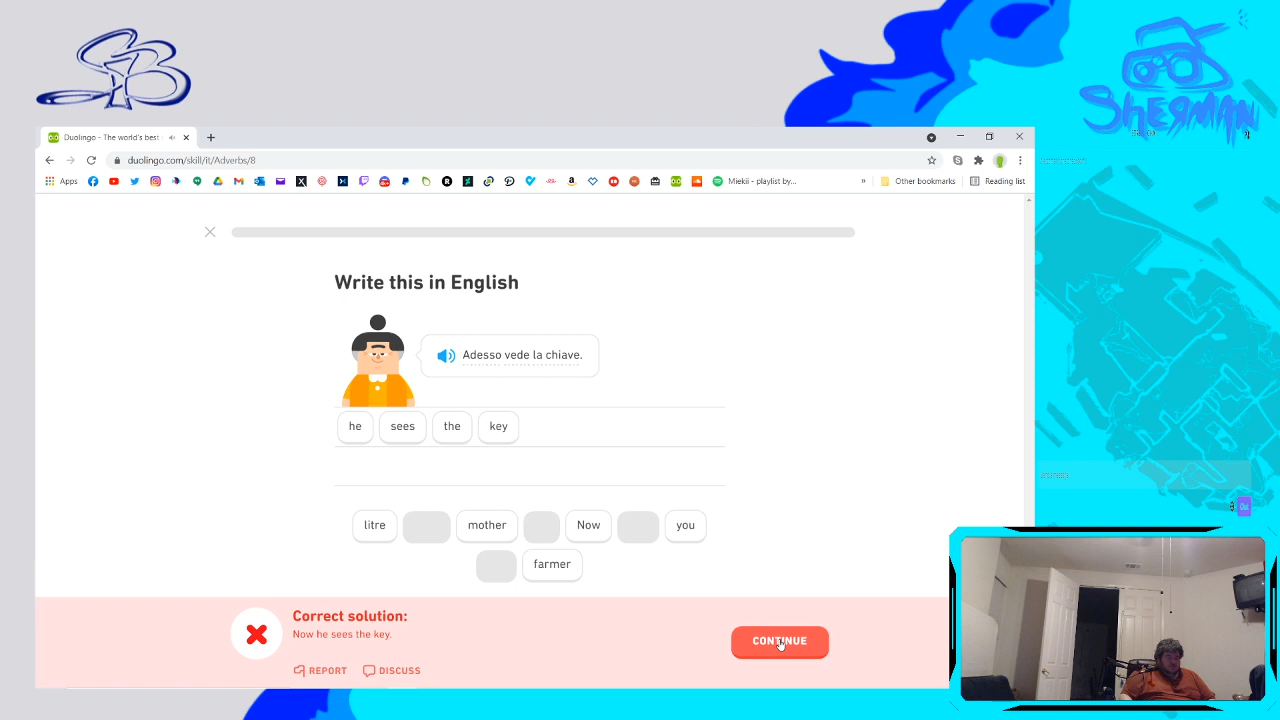 SHERMAN
Duolingo - The world's best
duolingo.com/skill/it/Adverbs/8
Apps
Miekii - playlist by...
»
Other bookmarks
Reading list
Write this in English
Adesso vede la chiave.
he sees the key
litre mother Now you
farmer
Correct solution:
Now he sees the key.
REPORT
DISCUSS
CONTINUE